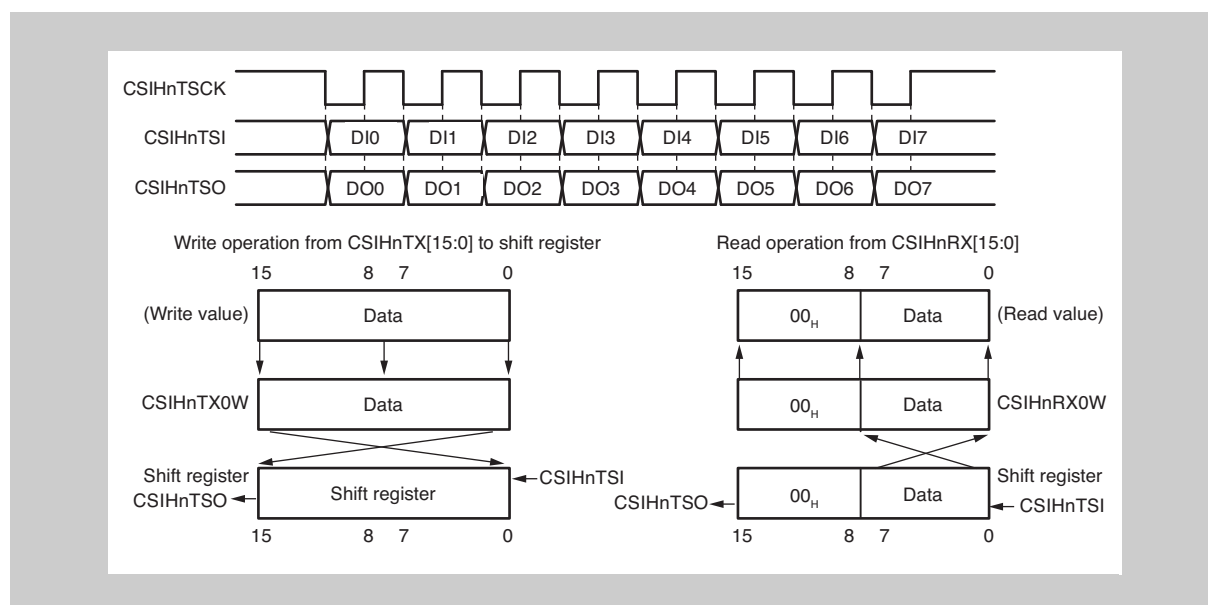 CSIHnTSCK
CSIHnTSI DI0 DI1 DI2 DI3 DI4 DI5 DI6 DI7
CSIHnTSO DO0 DO1 DO2 DO3 DO4 DO5 DO6 DO7
Write operation from CSIHnTX[15:0] to shift register
15 8 7 0
(Write value) Data
CSIHnTX0W Data
Shift register
CSIHnTSO Shift register CSIHnTSI
15 8 7 0
Read operation from CSIHnRX[15:0]
15 8 7 0
00H Data (Read value)
00H Data CSIHnRX0W
Shift register
CSIHnTSO 00H Data CSIHnTSI
15 8 7 0